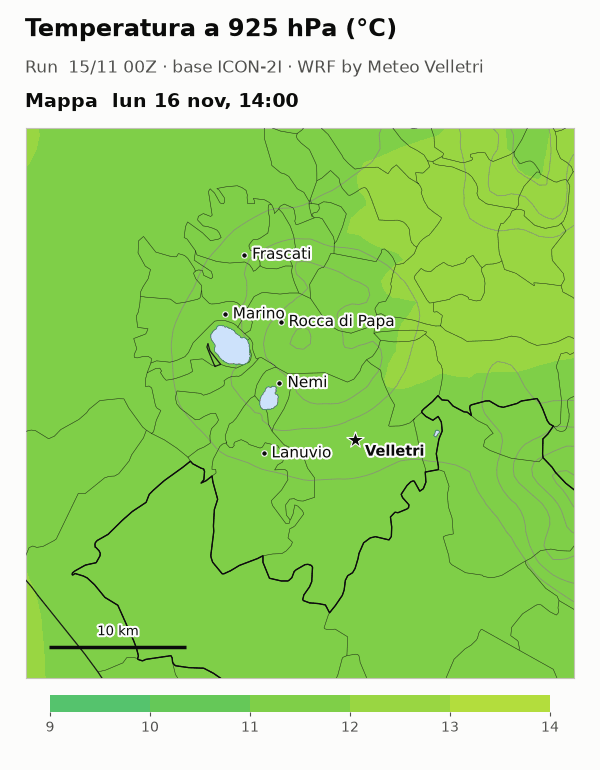 Temperatura a 925 hPa (°C)
Run  15/11 00Z · base ICON-2I · WRF by Meteo Velletri
Mappa  lun 16 nov, 14:00
Frascati
Marino
Rocca di Papa
Nemi
Velletri
Lanuvio
10 km
9 10 11 12 13 14